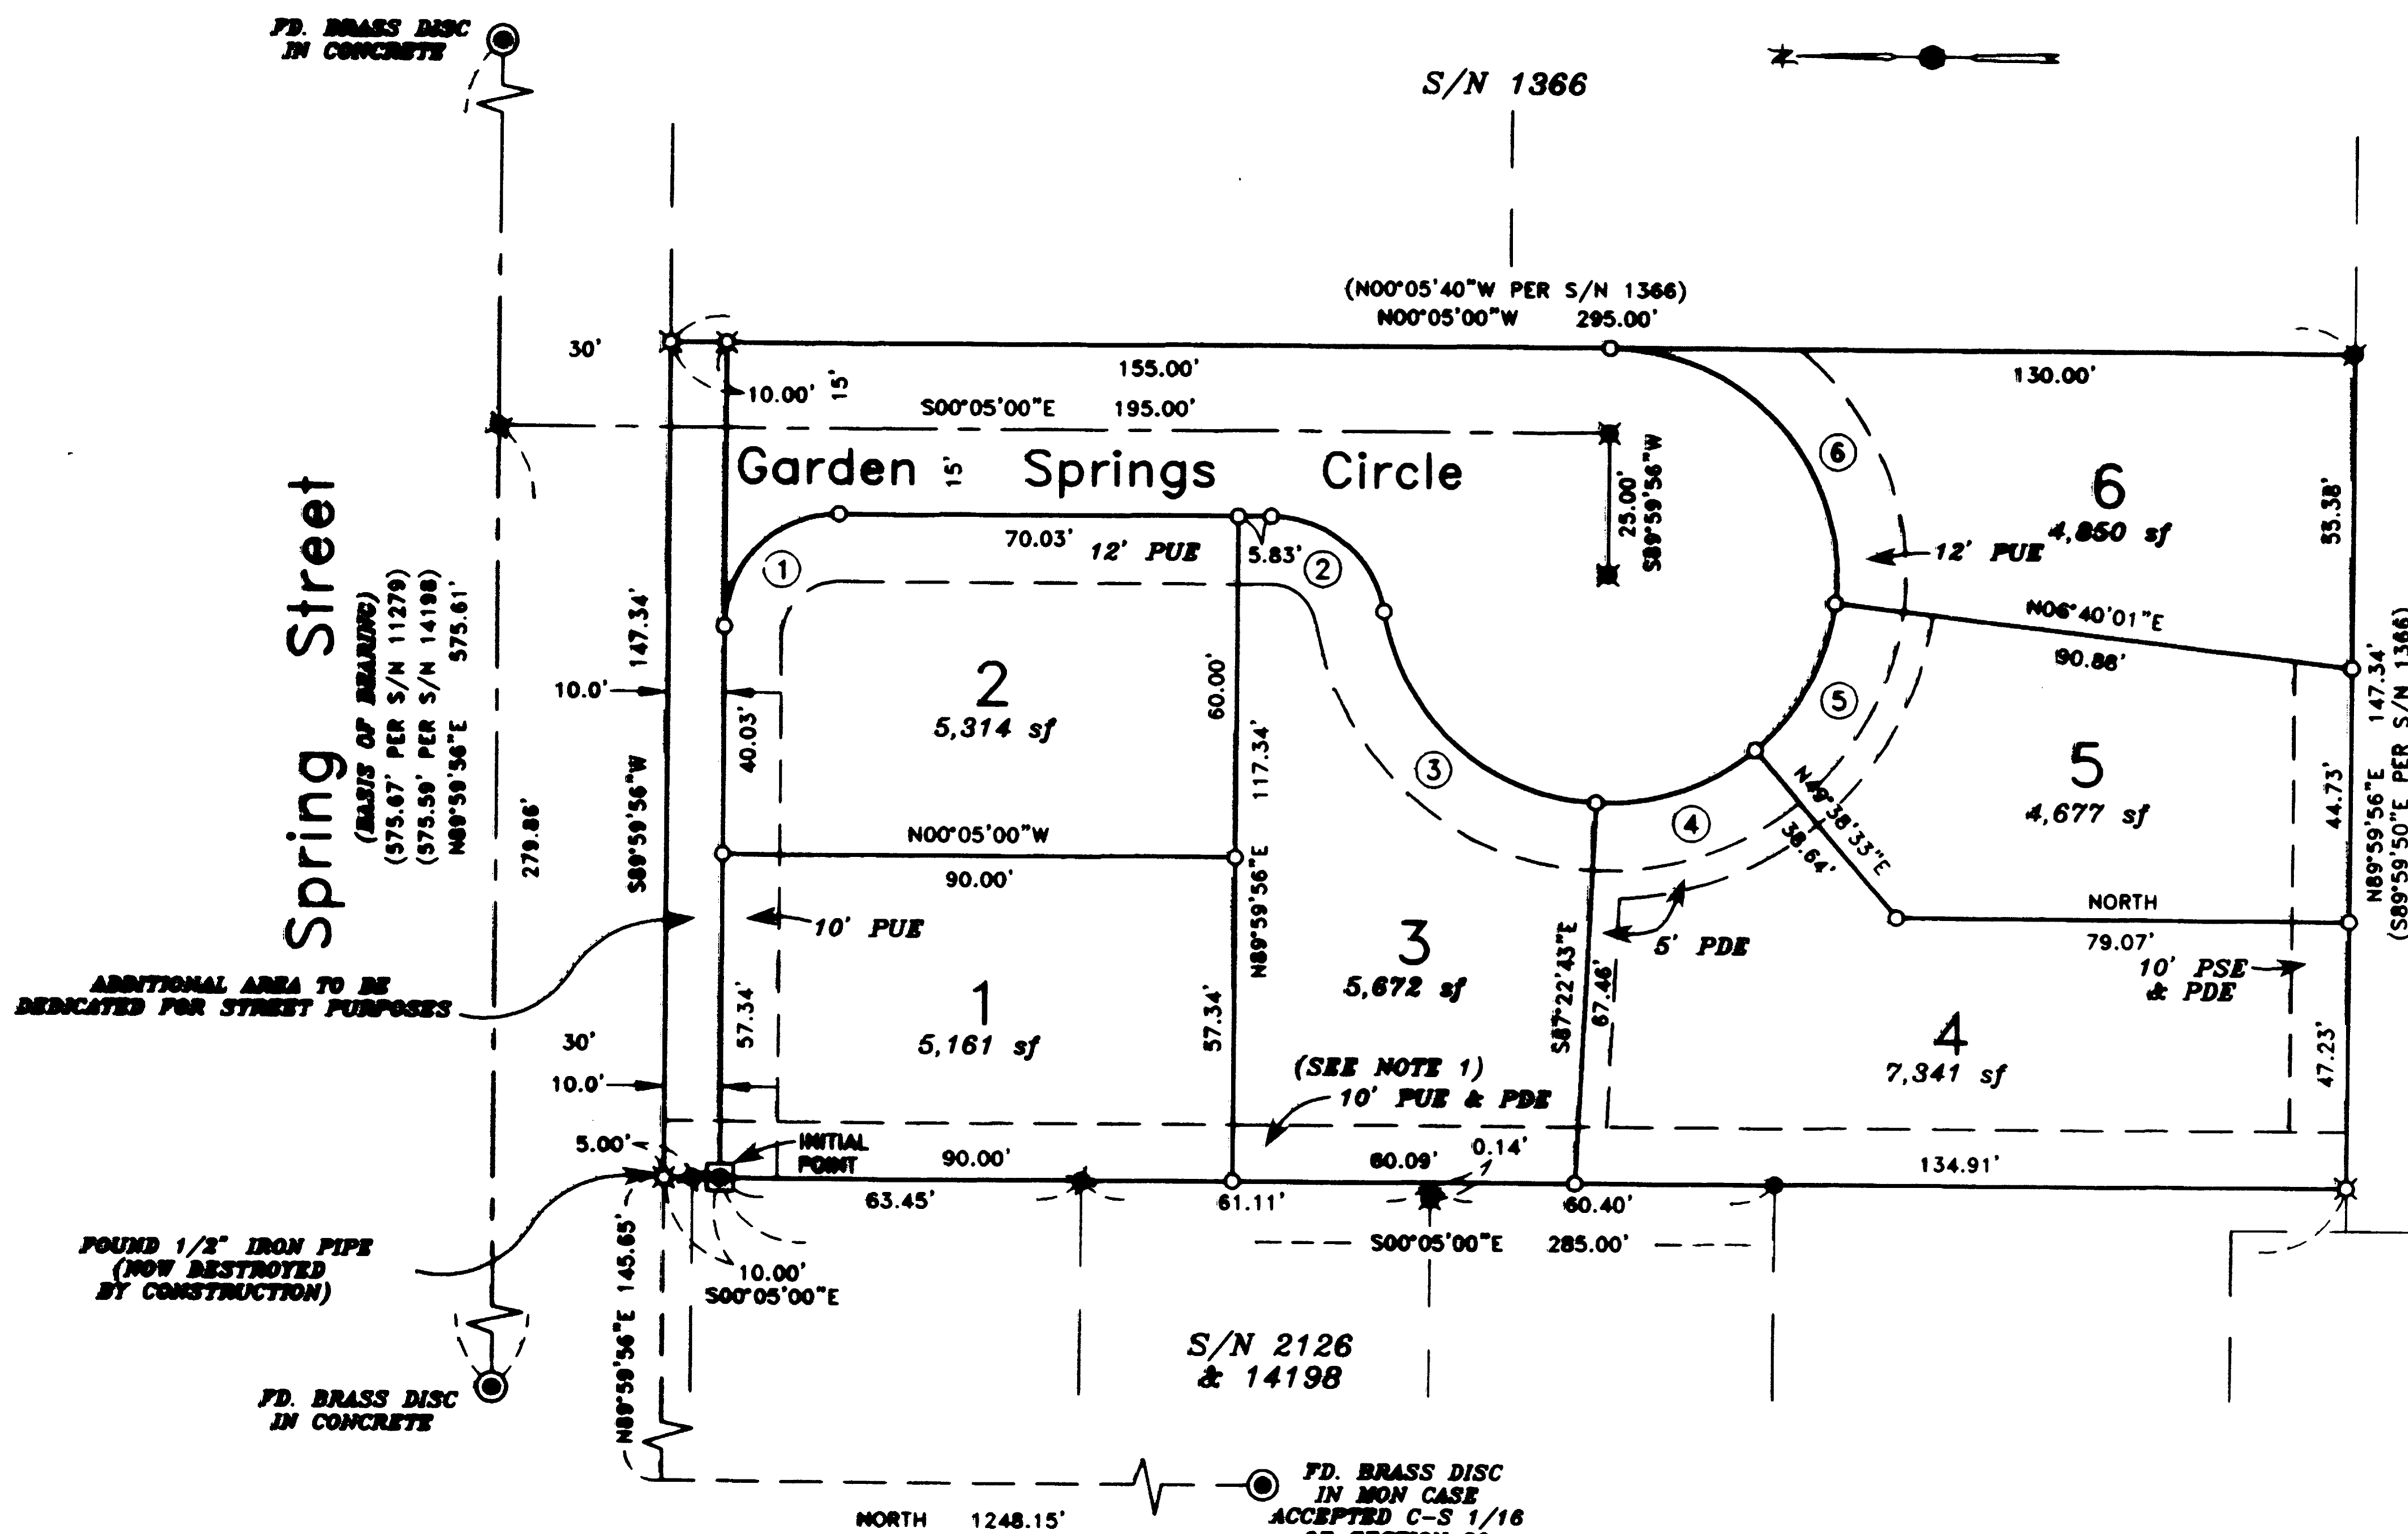 FD. BRASS DISC
IN CONCRETE
S/N 1366
(N00°05'40"W PER S/N 1366)
N00°05'00"W 295.00'
30'
155.00'
130.00'
10.00'
15'
S00°05'00"E 195.00'
Garden Springs Circle
15'
25.00'
S89°59'56"W
70.03'
12' PUE
5.83'
1
2
3
4
5
6
6
4,850 sf
12' PUE
N06°40'01"E
90.88'
Spring Street
(BASIS OF BEARING)
(575.67' PER S/N 11279)
(575.59' PER S/N 14198)
N89°59'56"E 575.61'
279.86'
S89°59'56"W 147.34'
10.0'
40.03'
2
5,314 sf
60.00'
N89°59'56"E 117.34'
5
4,677 sf
44.73'
N89°59'56"E 147.34'
(S89°59'50"E PER S/N 1366)
N49°38'33"E
38.64'
NORTH
79.07'
N00°05'00"W
90.00'
10' PUE
5' PDE
10' PSE
& PDE
ADDITIONAL AREA TO BE
DEDICATED FOR STREET PURPOSES
57.34'
1
5,161 sf
57.34'
3
5,672 sf
S87°22'43"E
67.46'
4
7,341 sf
47.23'
30'
10.0'
(SEE NOTE 1)
10' PUE & PDE
5.00'
INITIAL
POINT
90.00'
60.09'
0.14'
134.91'
63.45'
61.11'
60.40'
S00°05'00"E 285.00'
FOUND 1/2" IRON PIPE
(NOW DESTROYED
BY CONSTRUCTION)
10.00'
S00°05'00"E
N89°59'56"E 145.65'
S/N 2126
& 14198
FD. BRASS DISC
IN CONCRETE
FD. BRASS DISC
IN MON CASE
ACCEPTED C-S 1/16
NORTH 1248.15'